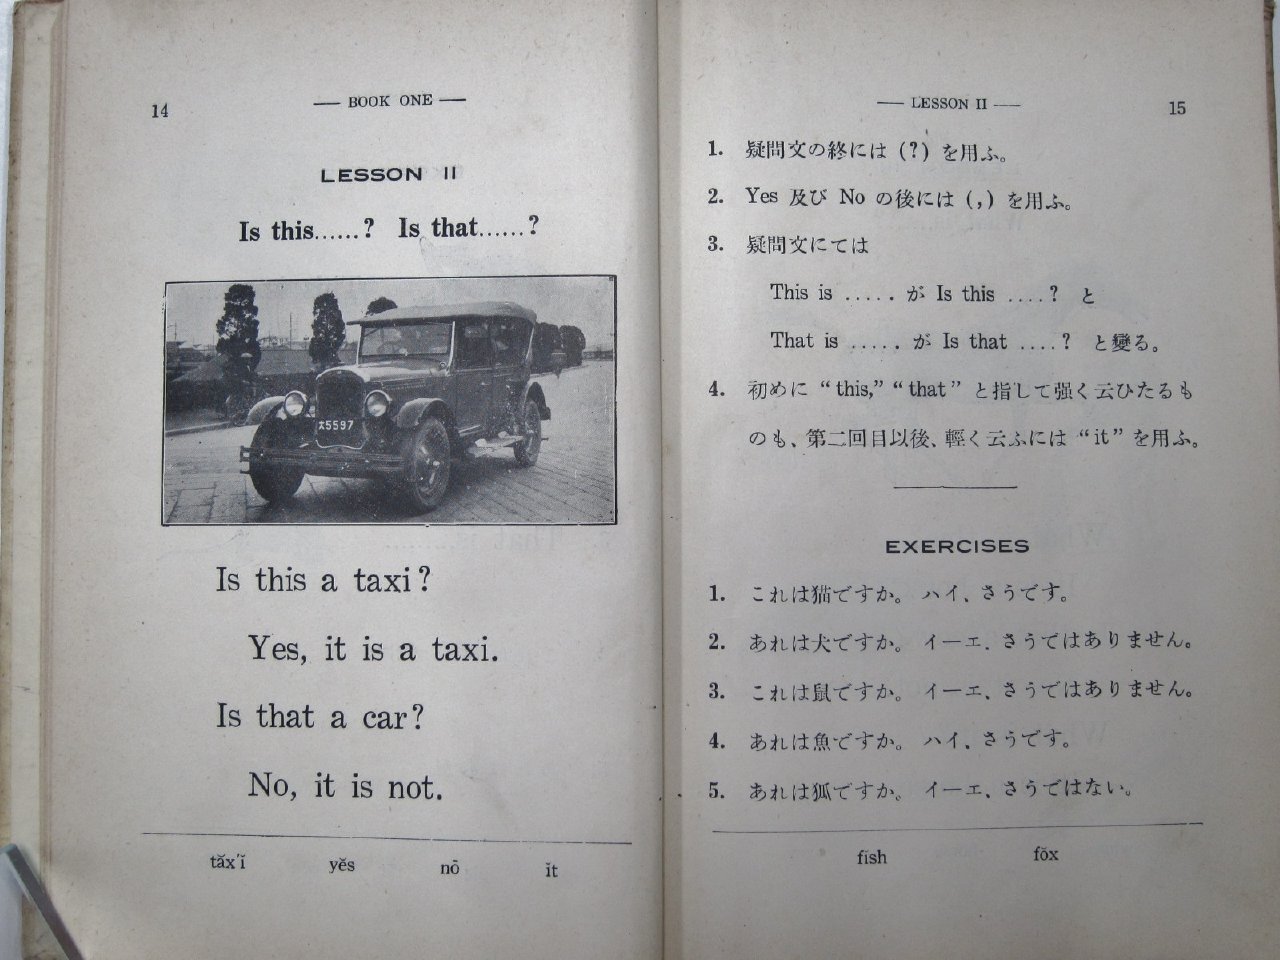 14
— BOOK ONE —
LESSON II
Is this......? Is that......?
大5597
Is this a taxi?
Yes, it is a taxi.
Is that a car?
No, it is not.
tăx'ĭ yĕs nō ĭt
— LESSON II —
15
1. 疑問文の終には (?) を用ふ。
2. Yes 及び No の後には (,) を用ふ。
3. 疑問文にては
This is ..... が Is this ....? と
That is ..... が Is that ....? と變る。
4. 初めに “this,” “that” と指して强く云ひたるも
のも、第二回目以後、輕く云ふには “it” を用ふ。
EXERCISES
1. これは猫ですか。 ハイ、さうです。
2. あれは犬ですか。 イーエ、さうではありません。
3. これは鼠ですか。 イーエ、さうではありません。
4. あれは魚ですか。 ハイ、さうです。
5. あれは狐ですか。 イーエ、さうではない。
fĭsh fŏx